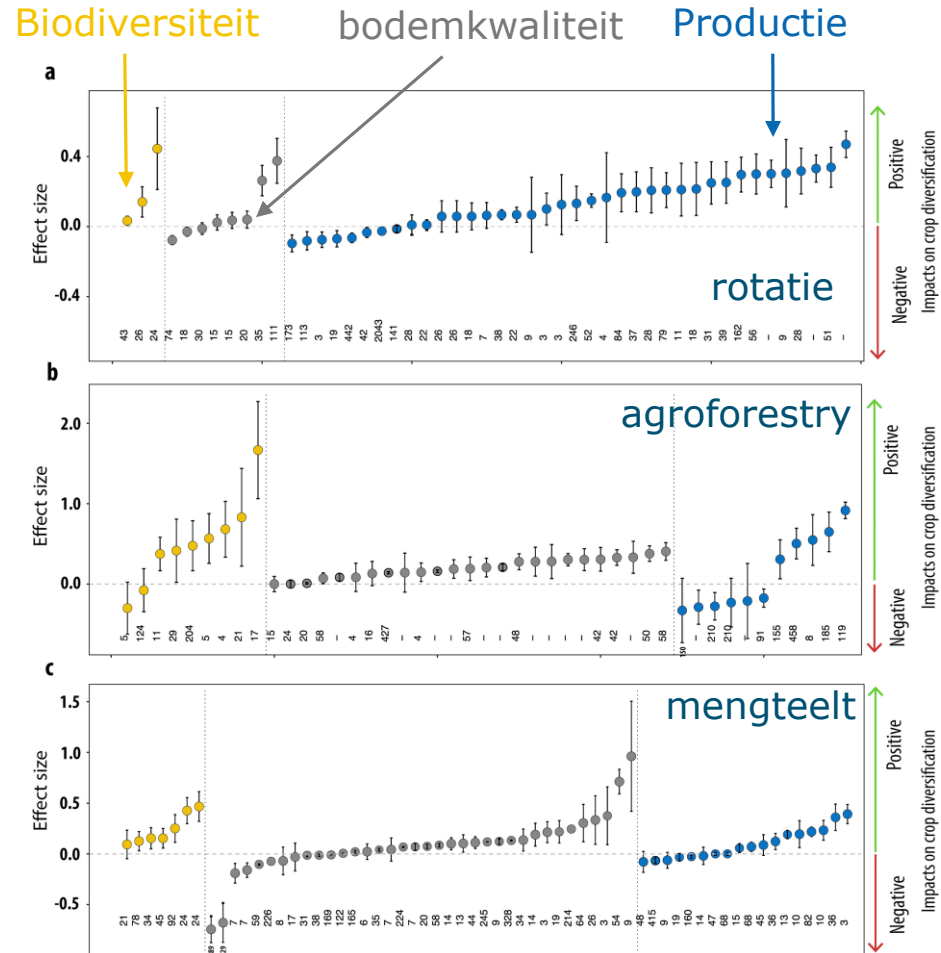 Biodiversiteit bodemkwaliteit Productie
a
Effect size
0.4
0.0
-0.4
rotatie
43 26 24 74 18 30 15 15 20 35 111 173 113 3 19 442 42 2043 141 28 22 26 26 18 7 38 22 9 3 3 246 52 4 84 37 28 79 11 18 31 39 162 56 – 9 28 – 51 –
Positive
Negative
Impacts on crop diversification
b
Effect size
2.0
1.0
0.0
agroforestry
5 124 11 29 204 5 4 21 17 15 24 20 58 – 4 16 427 – 4 – – 57 – – 48 – – – – 42 42 – 50 58 150 – 210 210 – 91 155 458 8 185 119
Positive
Negative
Impacts on crop diversification
c
Effect size
1.5
1.0
0.5
0.0
-0.5
mengteelt
21 78 34 45 92 24 24 89 29 7 7 59 226 8 17 31 38 169 122 165 6 35 7 224 7 20 58 14 13 44 245 9 328 34 14 3 19 214 64 26 3 54 9 48 415 9 19 160 14 47 68 15 68 45 36 13 10 82 10 36 3
Positive
Negative
Impacts on crop diversification